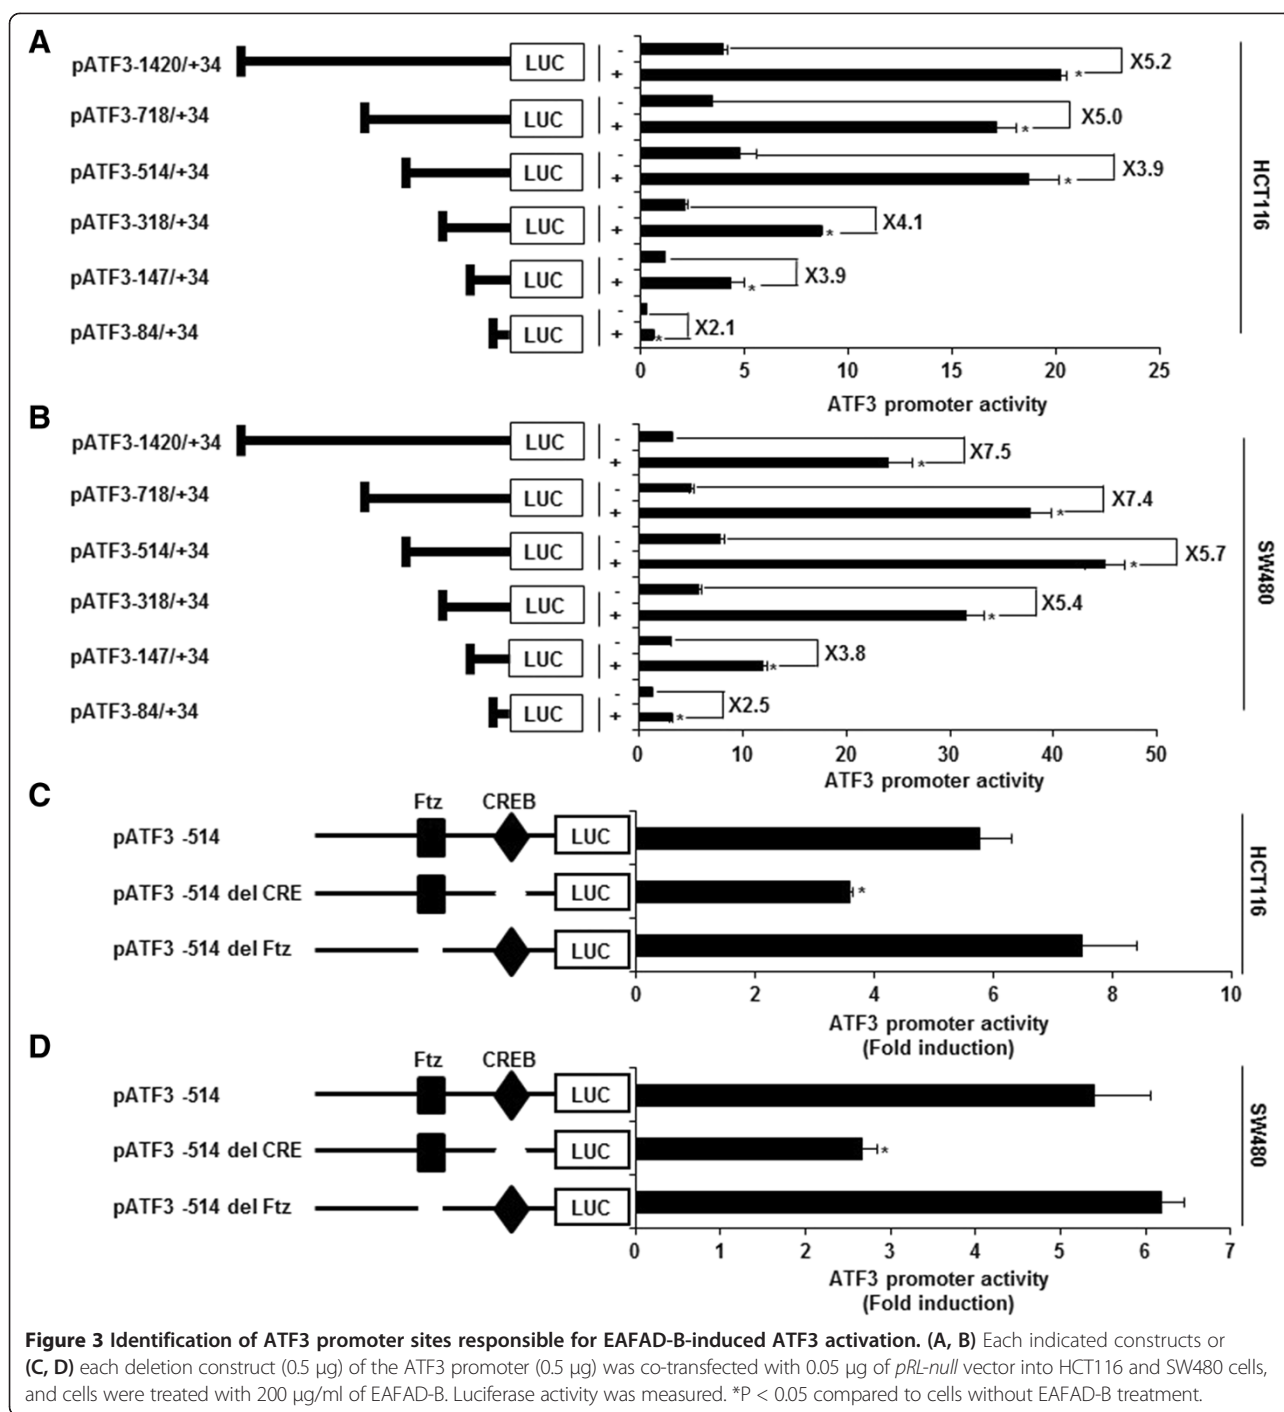 A
pATF3-1420/+34 LUC - + * X5.2
pATF3-718/+34 LUC - + * X5.0
pATF3-514/+34 LUC - + * X3.9
pATF3-318/+34 LUC - + * X4.1
pATF3-147/+34 LUC - + * X3.9
pATF3-84/+34 LUC - + * X2.1
HCT116
0 5 10 15 20 25
ATF3 promoter activity
B
pATF3-1420/+34 LUC - + * X7.5
pATF3-718/+34 LUC - + * X7.4
pATF3-514/+34 LUC - + * X5.7
pATF3-318/+34 LUC - + * X5.4
pATF3-147/+34 LUC - + * X3.8
pATF3-84/+34 LUC - + * X2.5
SW480
0 10 20 30 40 50
ATF3 promoter activity
C
Ftz CREB
pATF3 -514 LUC
pATF3 -514 del CRE LUC *
pATF3 -514 del Ftz LUC
HCT116
0 2 4 6 8 10
ATF3 promoter activity
(Fold induction)
D
Ftz CREB
pATF3 -514 LUC
pATF3 -514 del CRE LUC *
pATF3 -514 del Ftz LUC
SW480
0 1 2 3 4 5 6 7
ATF3 promoter activity
(Fold induction)
Figure 3 Identification of ATF3 promoter sites responsible for EAFAD-B-induced ATF3 activation. (A, B) Each indicated constructs or
(C, D) each deletion construct (0.5 μg) of the ATF3 promoter (0.5 μg) was co-transfected with 0.05 μg of pRL-null vector into HCT116 and SW480 cells,
and cells were treated with 200 μg/ml of EAFAD-B. Luciferase activity was measured. *P < 0.05 compared to cells without EAFAD-B treatment.